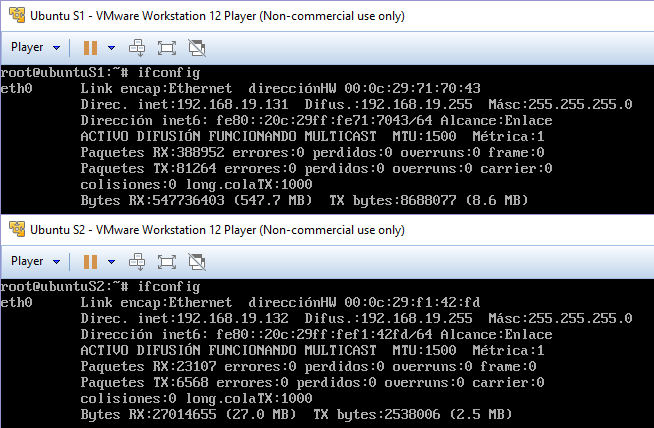 Ubuntu S1 - VMware Workstation 12 Player (Non-commercial use only)
Player
root@ubuntuS1:~# ifconfig
eth0 Link encap:Ethernet direcciónHW 00:0c:29:71:70:43
Direc. inet:192.168.19.131 Difus.:192.168.19.255 Másc:255.255.255.0
Dirección inet6: fe80::20c:29ff:fe71:7043/64 Alcance:Enlace
ACTIVO DIFUSIÓN FUNCIONANDO MULTICAST MTU:1500 Métrica:1
Paquetes RX:388952 errores:0 perdidos:0 overruns:0 frame:0
Paquetes TX:81264 errores:0 perdidos:0 overruns:0 carrier:0
colisiones:0 long.colaTX:1000
Bytes RX:547736403 (547.7 MB) TX bytes:8688077 (8.6 MB)
Ubuntu S2 - VMware Workstation 12 Player (Non-commercial use only)
Player
root@ubuntuS2:~# ifconfig
eth0 Link encap:Ethernet direcciónHW 00:0c:29:f1:42:fd
Direc. inet:192.168.19.132 Difus.:192.168.19.255 Másc:255.255.255.0
Dirección inet6: fe80::20c:29ff:fef1:42fd/64 Alcance:Enlace
ACTIVO DIFUSIÓN FUNCIONANDO MULTICAST MTU:1500 Métrica:1
Paquetes RX:23107 errores:0 perdidos:0 overruns:0 frame:0
Paquetes TX:6568 errores:0 perdidos:0 overruns:0 carrier:0
colisiones:0 long.colaTX:1000
Bytes RX:27014655 (27.0 MB) TX bytes:2538006 (2.5 MB)